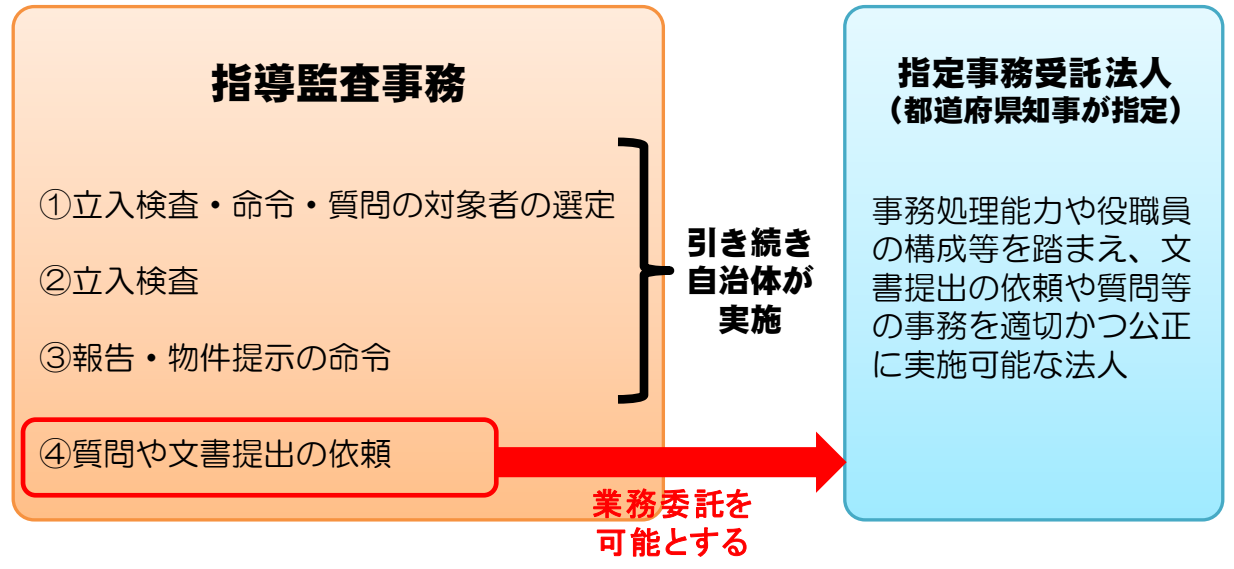 指導監査事務
①立入検査・命令・質問の対象者の選定
②立入検査
③報告・物件提示の命令
④質問や文書提出の依頼
引き続き
自治体が
実施
業務委託を
可能とする
指定事務受託法人
（都道府県知事が指定）
事務処理能力や役職員
の構成等を踏まえ、文
書提出の依頼や質問等
の事務を適切かつ公正
に実施可能な法人